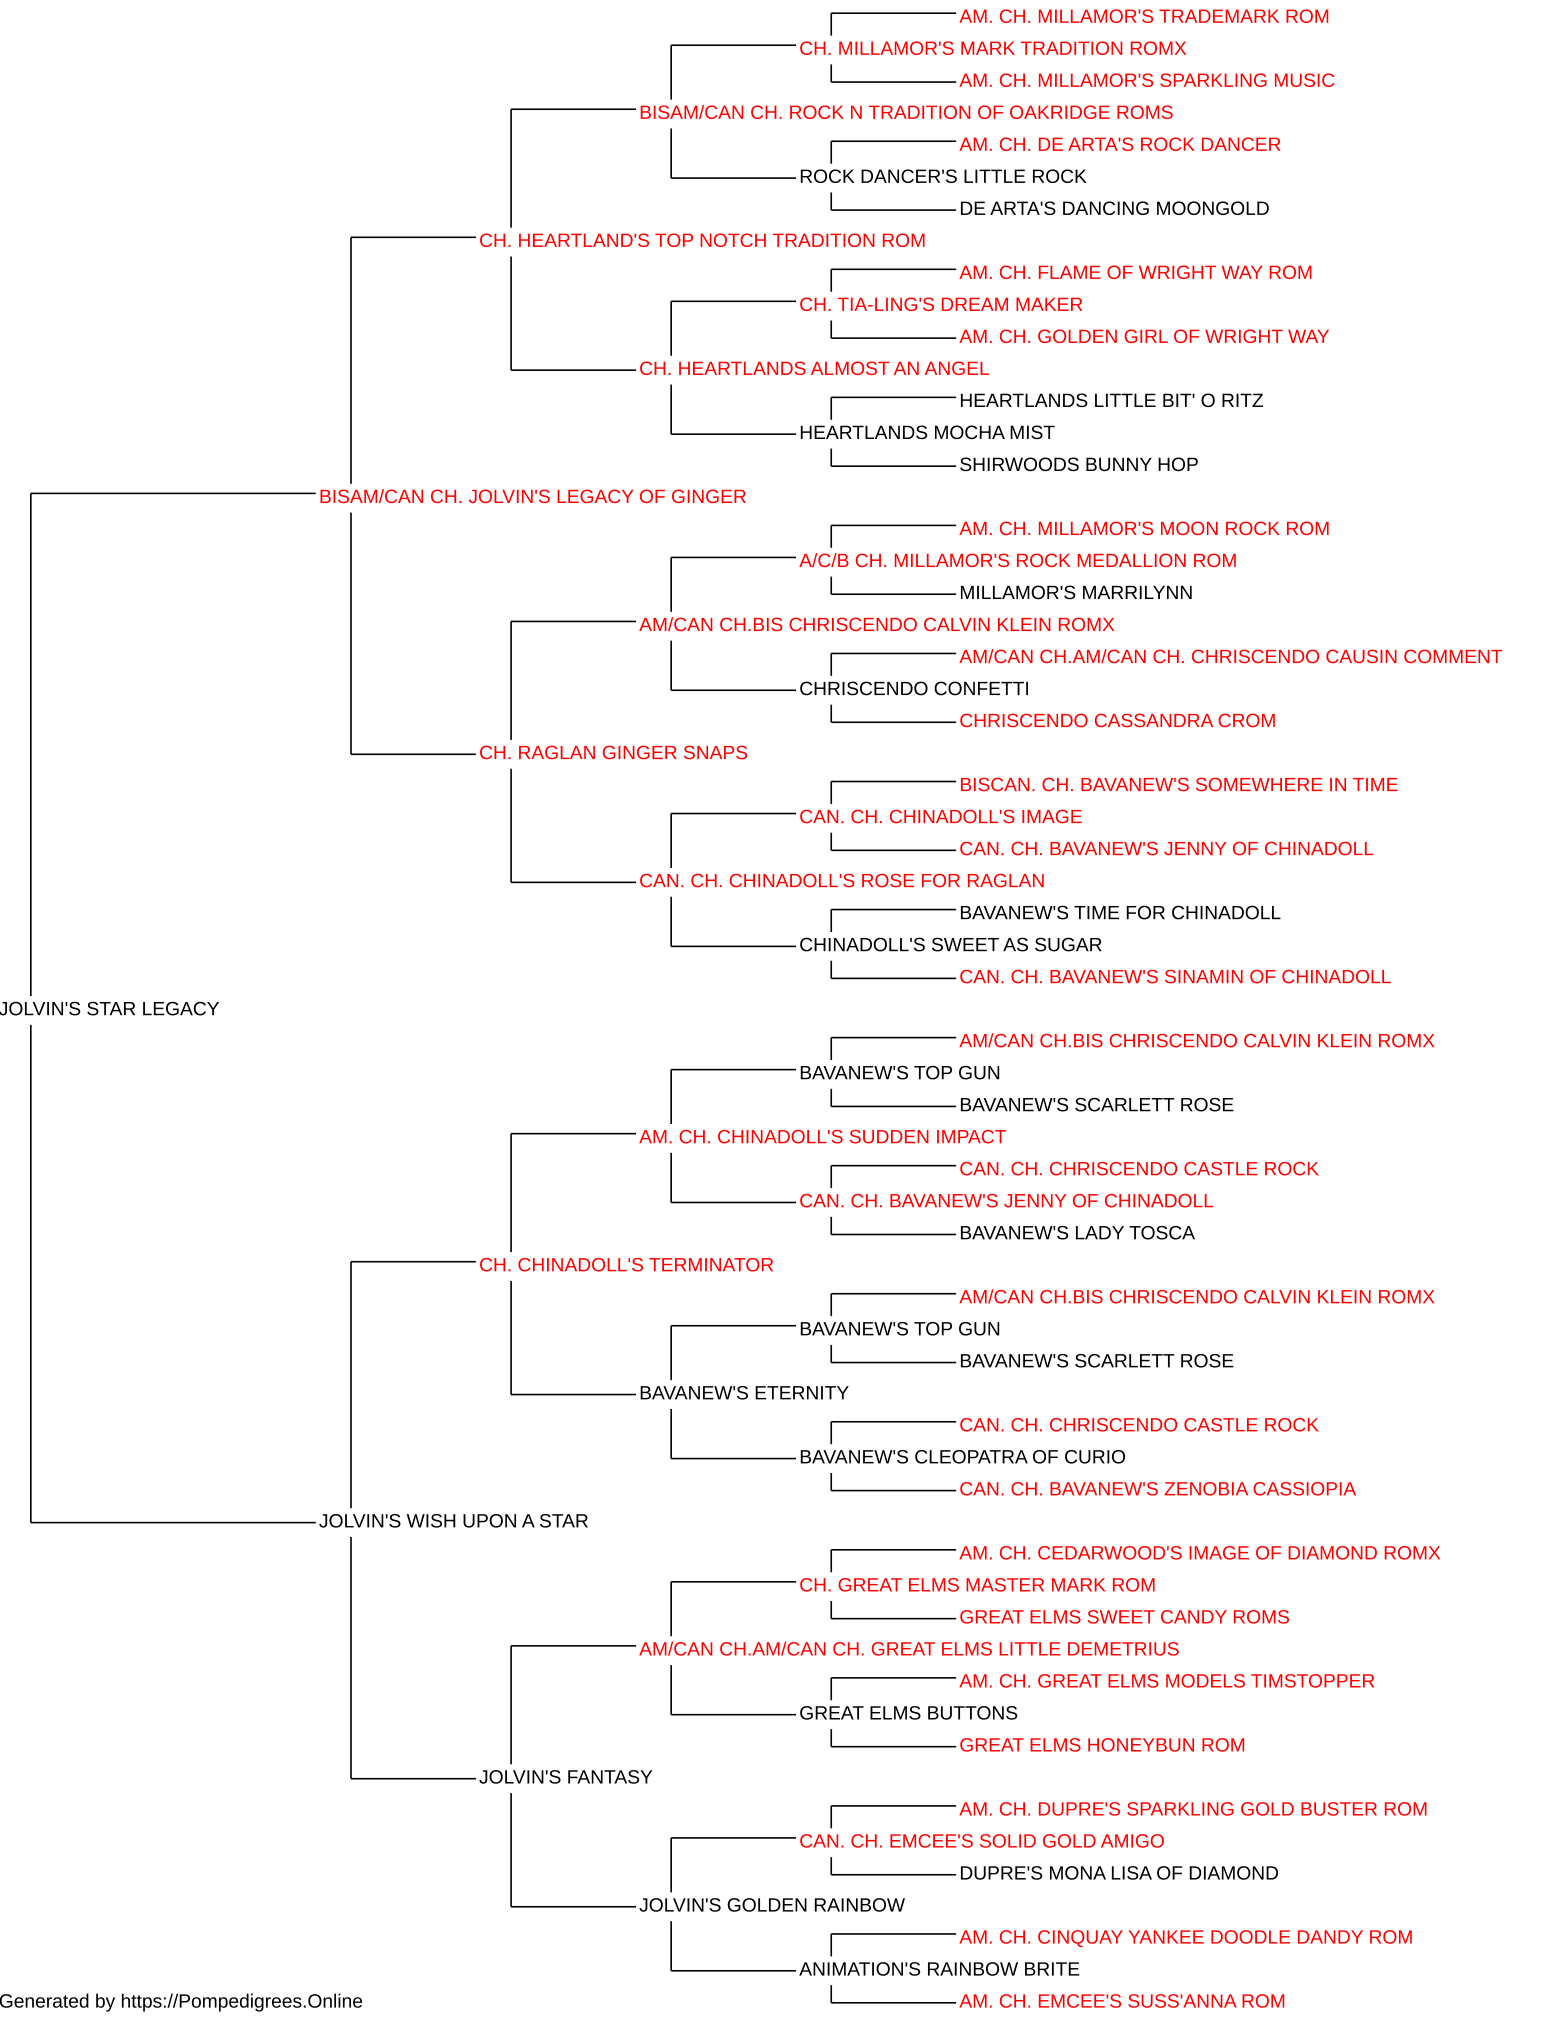 AM. CH. MILLAMOR'S TRADEMARK ROM
CH. MILLAMOR'S MARK TRADITION ROMX
AM. CH. MILLAMOR'S SPARKLING MUSIC
BISAM/CAN CH. ROCK N TRADITION OF OAKRIDGE ROMS
AM. CH. DE ARTA'S ROCK DANCER
ROCK DANCER'S LITTLE ROCK
DE ARTA'S DANCING MOONGOLD
CH. HEARTLAND'S TOP NOTCH TRADITION ROM
AM. CH. FLAME OF WRIGHT WAY ROM
CH. TIA-LING'S DREAM MAKER
AM. CH. GOLDEN GIRL OF WRIGHT WAY
CH. HEARTLANDS ALMOST AN ANGEL
HEARTLANDS LITTLE BIT' O RITZ
HEARTLANDS MOCHA MIST
SHIRWOODS BUNNY HOP
BISAM/CAN CH. JOLVIN'S LEGACY OF GINGER
AM. CH. MILLAMOR'S MOON ROCK ROM
A/C/B CH. MILLAMOR'S ROCK MEDALLION ROM
MILLAMOR'S MARRILYNN
AM/CAN CH.BIS CHRISCENDO CALVIN KLEIN ROMX
AM/CAN CH.AM/CAN CH. CHRISCENDO CAUSIN COMMENT
CHRISCENDO CONFETTI
CHRISCENDO CASSANDRA CROM
CH. RAGLAN GINGER SNAPS
BISCAN. CH. BAVANEW'S SOMEWHERE IN TIME
CAN. CH. CHINADOLL'S IMAGE
CAN. CH. BAVANEW'S JENNY OF CHINADOLL
CAN. CH. CHINADOLL'S ROSE FOR RAGLAN
BAVANEW'S TIME FOR CHINADOLL
CHINADOLL'S SWEET AS SUGAR
CAN. CH. BAVANEW'S SINAMIN OF CHINADOLL
JOLVIN'S STAR LEGACY
AM/CAN CH.BIS CHRISCENDO CALVIN KLEIN ROMX
BAVANEW'S TOP GUN
BAVANEW'S SCARLETT ROSE
AM. CH. CHINADOLL'S SUDDEN IMPACT
CAN. CH. CHRISCENDO CASTLE ROCK
CAN. CH. BAVANEW'S JENNY OF CHINADOLL
BAVANEW'S LADY TOSCA
CH. CHINADOLL'S TERMINATOR
AM/CAN CH.BIS CHRISCENDO CALVIN KLEIN ROMX
BAVANEW'S TOP GUN
BAVANEW'S SCARLETT ROSE
BAVANEW'S ETERNITY
CAN. CH. CHRISCENDO CASTLE ROCK
BAVANEW'S CLEOPATRA OF CURIO
CAN. CH. BAVANEW'S ZENOBIA CASSIOPIA
JOLVIN'S WISH UPON A STAR
AM. CH. CEDARWOOD'S IMAGE OF DIAMOND ROMX
CH. GREAT ELMS MASTER MARK ROM
GREAT ELMS SWEET CANDY ROMS
AM/CAN CH.AM/CAN CH. GREAT ELMS LITTLE DEMETRIUS
AM. CH. GREAT ELMS MODELS TIMSTOPPER
GREAT ELMS BUTTONS
GREAT ELMS HONEYBUN ROM
JOLVIN'S FANTASY
AM. CH. DUPRE'S SPARKLING GOLD BUSTER ROM
CAN. CH. EMCEE'S SOLID GOLD AMIGO
DUPRE'S MONA LISA OF DIAMOND
JOLVIN'S GOLDEN RAINBOW
AM. CH. CINQUAY YANKEE DOODLE DANDY ROM
ANIMATION'S RAINBOW BRITE
AM. CH. EMCEE'S SUSS'ANNA ROM
Generated by https://Pompedigrees.Online